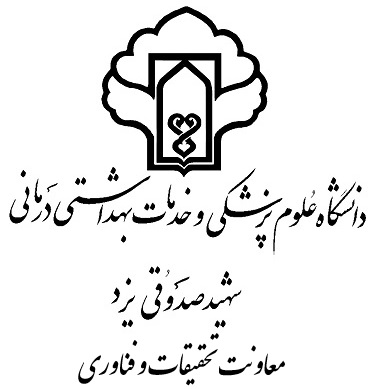 دانشگاه علوم پزشکی و خدمات بهداشتی درمانی
شهید صدوقی یزد
معاونت تحقیقات و فناوری